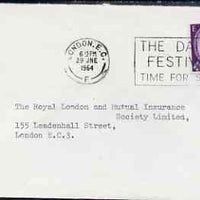 LONDON. E.C.
6:15PM
29 JNE
1964
F
THE DA
FESTIV
TIME FOR S
The Royal London and Mutual Insurance
Society Limited,
155 Leadenhall Street,
London E.C.3.